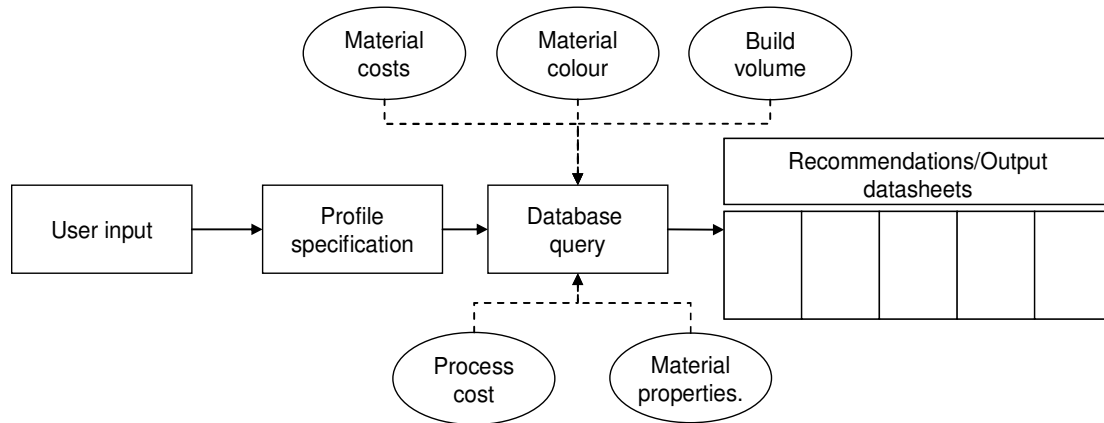 Material
costs
Material
colour
Build
volume
Recommendations/Output
datasheets
User input
Profile
specification
Database
query
Process
cost
Material
properties.